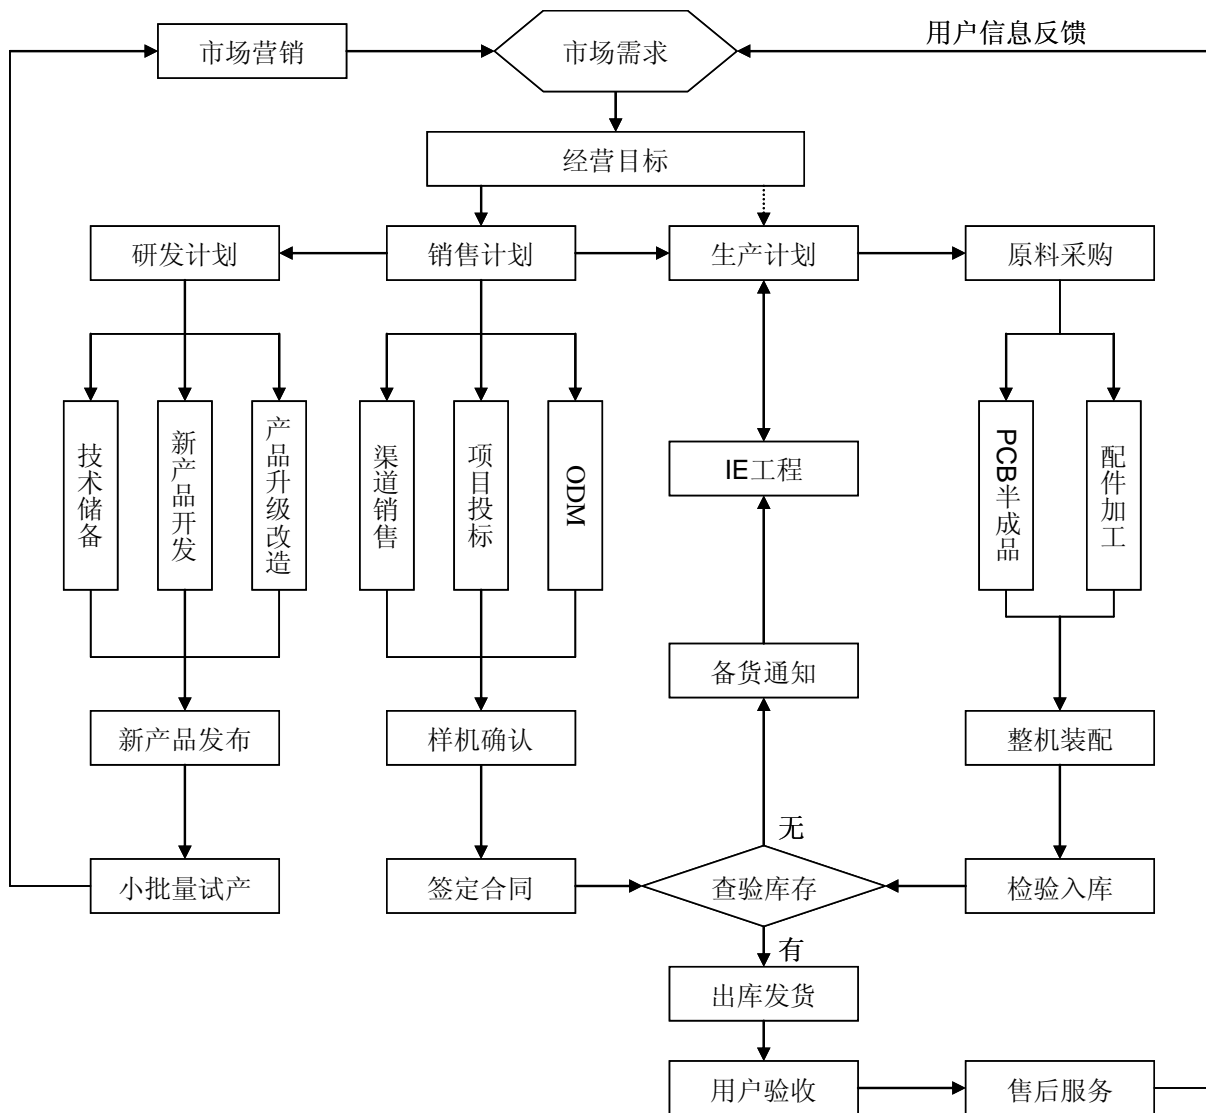 用户信息反馈
市场营销
市场需求
经营目标
研发计划
销售计划
生产计划
原料采购
技术储备
新产品开发
产品升级改造
渠道销售
项目投标
ODM
IE工程
PCB半成品
配件加工
备货通知
新产品发布
样机确认
整机装配
无
小批量试产
签定合同
查验库存
检验入库
有
出库发货
用户验收
售后服务